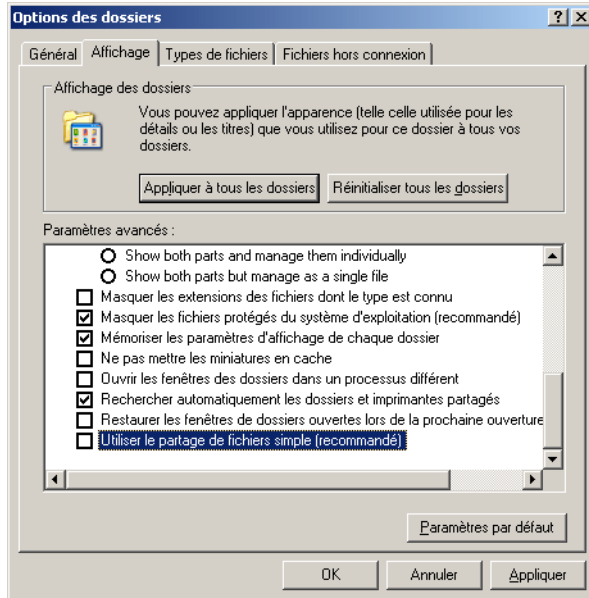 Options des dossiers
Général Affichage Types de fichiers Fichiers hors connexion
Affichage des dossiers
Vous pouvez appliquer l'apparence (telle celle utilisée pour les
détails ou les titres) que vous utilisez pour ce dossier à tous vos
dossiers.
Appliquer à tous les dossiers Réinitialiser tous les dossiers
Paramètres avancés :
Show both parts and manage them individually
Show both parts but manage as a single file
Masquer les extensions des fichiers dont le type est connu
Masquer les fichiers protégés du système d'exploitation (recommandé)
Mémoriser les paramètres d'affichage de chaque dossier
Ne pas mettre les miniatures en cache
Ouvrir les fenêtres des dossiers dans un processus différent
Rechercher automatiquement les dossiers et imprimantes partagés
Restaurer les fenêtres de dossiers ouvertes lors de la prochaine ouverture
Utiliser le partage de fichiers simple (recommandé)
Paramètres par défaut
OK Annuler Appliquer